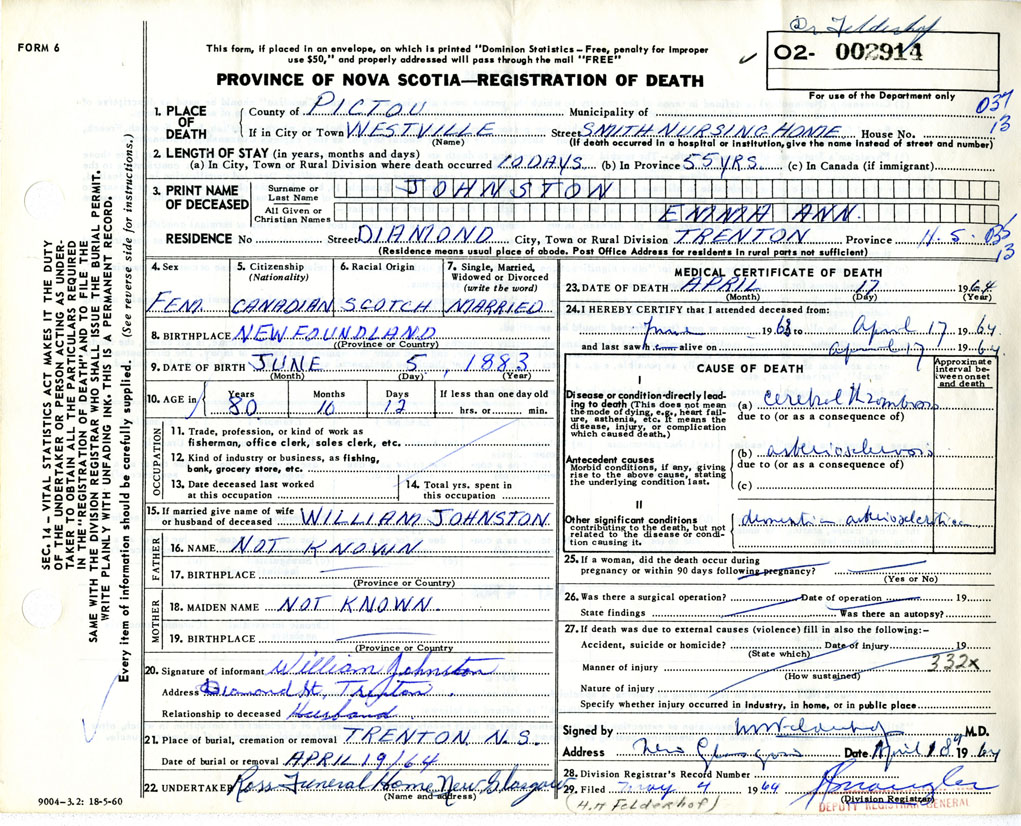 Dr Felderhof
FORM 6
This form, if placed in an envelope, on which is printed "Dominion Statistics – Free, penalty for improper
use $50," and properly addressed will pass through the mail "FREE"
O2- 002914
PROVINCE OF NOVA SCOTIA—REGISTRATION OF DEATH
For use of the Department only
1. PLACE OF DEATH
County of PICTOU Municipality of
037
13
If in City or Town WESTVILLE Street SMITH NURSING HOME House No.
(Name) (If death occurred in a hospital or institution, give the name instead of street and number)
2. LENGTH OF STAY (in years, months and days)
(a) In City, Town or Rural Division where death occurred 10 DAYS (b) In Province 55 YRS. (c) In Canada (if immigrant)
3. PRINT NAME OF DECEASED
Surname or Last Name JOHNSTON
All Given or Christian Names EMMA ANN.
RESIDENCE No. Street DIAMOND City, Town or Rural Division TRENTON Province N.S.
13
(Residence means usual place of abode. Post Office Address for residents in rural parts not sufficient)
4. Sex 5. Citizenship (Nationality) 6. Racial Origin 7. Single, Married, Widowed or Divorced (write the word)
FEM. CANADIAN SCOTCH MARRIED
8. BIRTHPLACE NEWFOUNDLAND
(Province or Country)
9. DATE OF BIRTH JUNE 5, 1883
(Month) (Day) (Year)
10. AGE in Years Months Days If less than one day old
80 10 12 hrs. or min.
OCCUPATION
11. Trade, profession, or kind of work as
fisherman, office clerk, sales clerk, etc.
12. Kind of industry or business, as fishing,
bank, grocery store, etc.
13. Date deceased last worked
at this occupation
14. Total yrs. spent in
this occupation
15. If married give name of wife
or husband of deceased WILLIAM JOHNSTON
FATHER
16. NAME NOT KNOWN
17. BIRTHPLACE
(Province or Country)
MOTHER
18. MAIDEN NAME NOT KNOWN.
19. BIRTHPLACE
(Province or Country)
20. Signature of informant William Johnston
Address Diamond St, Trenton.
Relationship to deceased Husband
21. Place of burial, cremation or removal TRENTON N.S.
Date of burial or removal APRIL 19/64
22. UNDERTAKER Ross Funeral Home New Glasgow
(Name and address)
9004-3.2: 18-5-60
MEDICAL CERTIFICATE OF DEATH
23. DATE OF DEATH APRIL 17 1964
(Month) (Day) (Year)
24. I HEREBY CERTIFY that I attended deceased from:
June 1963 to April 17 1964
and last saw h alive on April 17 1964
CAUSE OF DEATH
Approximate interval between onset and death
I
Disease or condition directly leading to death (This does not mean
the mode of dying, e.g., heart failure, asthenia, etc. It means the
disease, injury, or complication
which caused death.)
(a) cerebral thrombosis
due to (or as a consequence of)
Antecedent causes
Morbid conditions, if any, giving
rise to the above cause, stating
the underlying condition last.
(b) arteriosclerosis
due to (or as a consequence of)
(c)
II
Other significant conditions
contributing to the death, but not
related to the disease or condition causing it.
dementia
25. If a woman, did the death occur during
pregnancy or within 90 days following pregnancy?
(Yes or No)
26. Was there a surgical operation? Date of operation 19
State findings Was there an autopsy?
27. If death was due to external causes (violence) fill in also the following:–
Accident, suicide or homicide? Date of injury 19
(State which)
332x
Manner of injury
(How sustained)
Nature of injury
Specify whether injury occurred in industry, in home, or in public place
Signed by M.D.
Address New Glasgow Date April 18 1964
28. Division Registrar's Record Number
29. Filed May 4 1964
(Division Registrar)
(H.M Felderhof)
DEPUTY REGISTRAR GENERAL
SEC. 14 – VITAL STATISTICS ACT MAKES IT THE DUTY
OF THE UNDERTAKER OR PERSON ACTING AS UNDERTAKER TO OBTAIN ALL THE PARTICULARS REQUIRED
IN THE "REGISTRATION OF DEATH" AND TO FILE THE
SAME WITH THE DIVISION REGISTRAR WHO SHALL ISSUE THE BURIAL PERMIT.
WRITE PLAINLY WITH UNFADING INK. THIS IS A PERMANENT RECORD.
Every item of information should be carefully supplied. (See reverse side for instructions.)